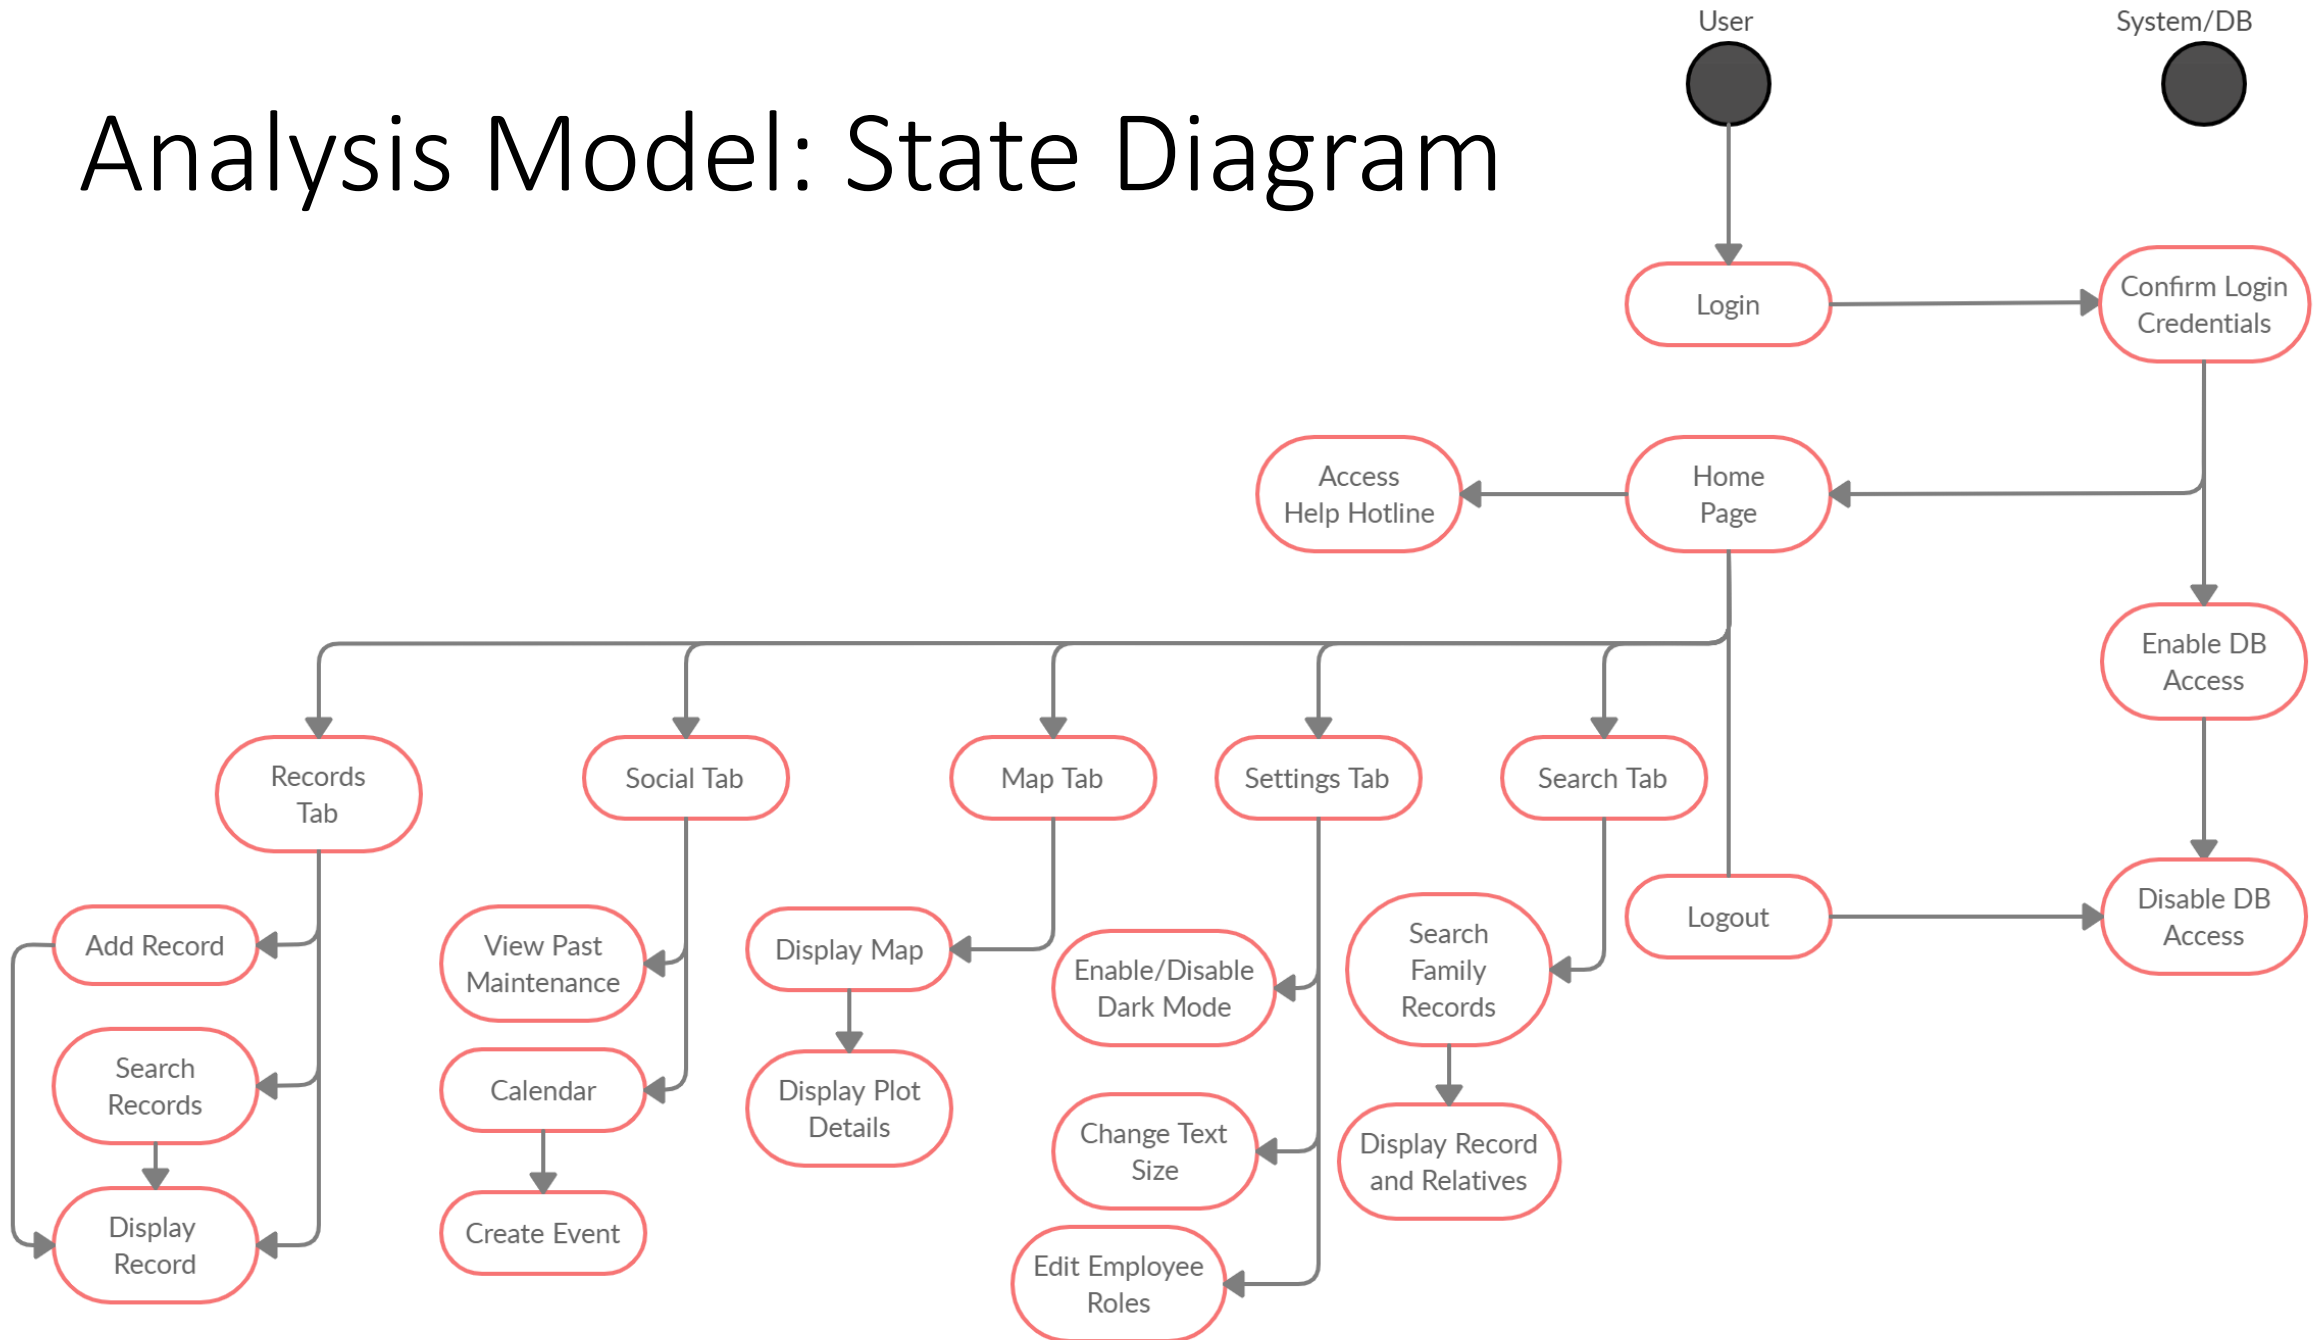 User
System/DB
Analysis Model: State Diagram
Login
Confirm Login
Credentials
Access
Help Hotline
Home
Page
Enable DB
Access
Records
Tab
Social Tab
Map Tab
Settings Tab
Search Tab
Logout
Disable DB
Access
Add Record
Search
Records
Display
Record
View Past
Maintenance
Calendar
Create Event
Display Map
Display Plot
Details
Enable/Disable
Dark Mode
Change Text
Size
Edit Employee
Roles
Search
Family
Records
Display Record
and Relatives